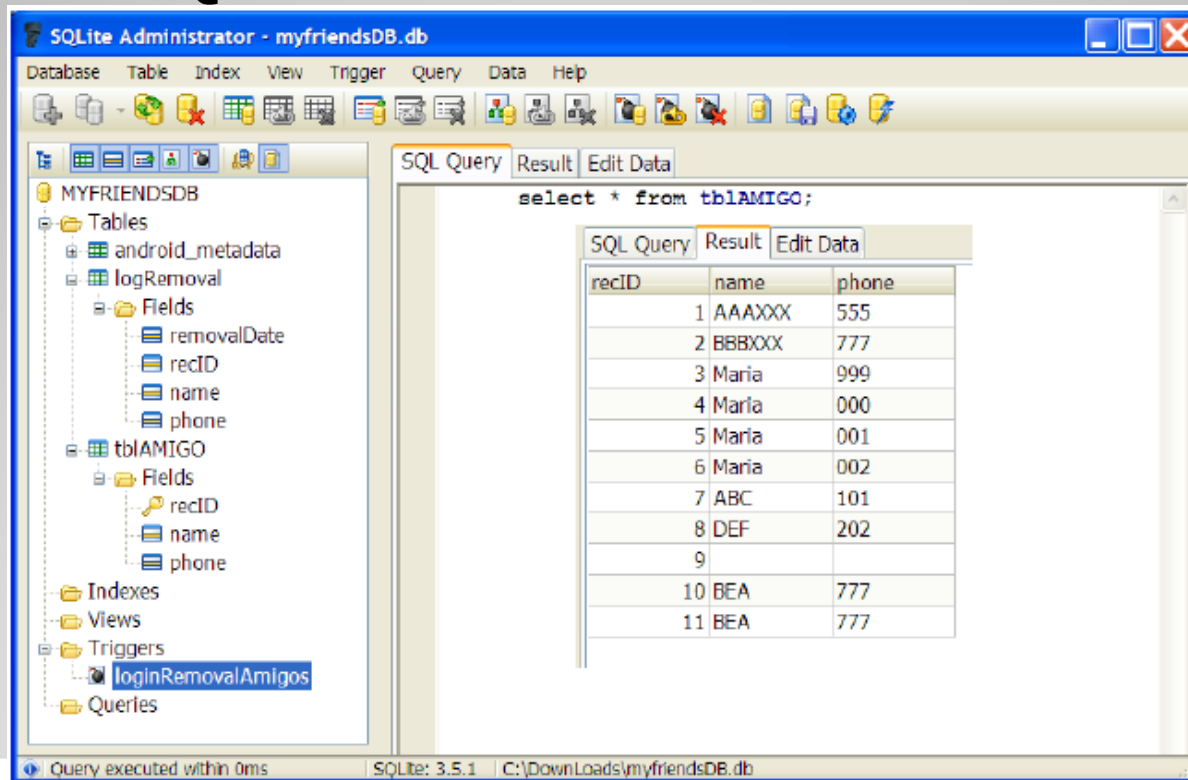 SQLite Administrator - myfriendsDB.db
Database Table Index View Trigger Query Data Help
SQL Query Result Edit Data
MYFRIENDSDB
Tables
android_metadata
logRemoval
Fields
removalDate
recID
name
phone
tblAMIGO
Fields
recID
name
phone
Indexes
Views
Triggers
loginRemovalAmigos
Queries
select * from tblAMIGO;
SQL Query Result Edit Data
recID name phone
1 AAAXXX 555
2 BBBXXX 777
3 Maria 999
4 Maria 000
5 Maria 001
6 Maria 002
7 ABC 101
8 DEF 202
9
10 BEA 777
11 BEA 777
Query executed within 0ms SQLite: 3.5.1 C:\DownLoads\myfriendsDB.db